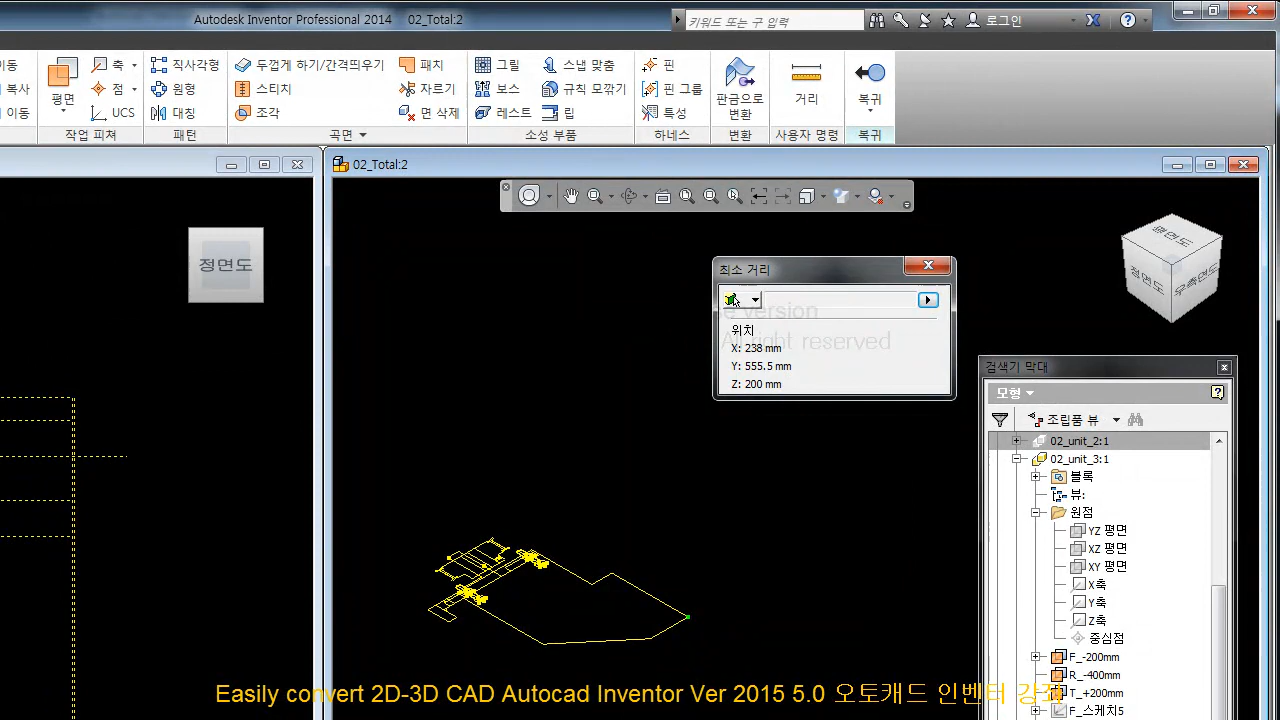 Autodesk Inventor Professional 2014 02_Total:2
키워드 또는 구 입력
로그인
이동
복사
이동
평면
축
점
UCS
작업 피쳐
직사각형
원형
대칭
패턴
두껍게 하기/간격띄우기
스티치
조각
패치
자르기
면 삭제
곡면
그릴
보스
레스트
스냅 맞춤
규칙 모깎기
립
소성 부품
핀
핀 그룹
특성
하네스
판금으로
변환
변환
거리
사용자 명령
복귀
복귀
02_Total:2
정면도
평면도
정면도
우측면도
최소 거리
e version
All right reserved
위치
X: 238 mm
Y: 555.5 mm
Z: 200 mm
검색기 막대
모형
조립품 뷰
02_unit_2:1
02_unit_3:1
블록
뷰:
원점
YZ 평면
XZ 평면
XY 평면
X축
Y축
Z축
중심점
F_-200mm
R_-400mm
T_+200mm
F_스케치5
Easily convert 2D-3D CAD Autocad Inventor Ver 2015 5.0 오토캐드 인벤터 강좌